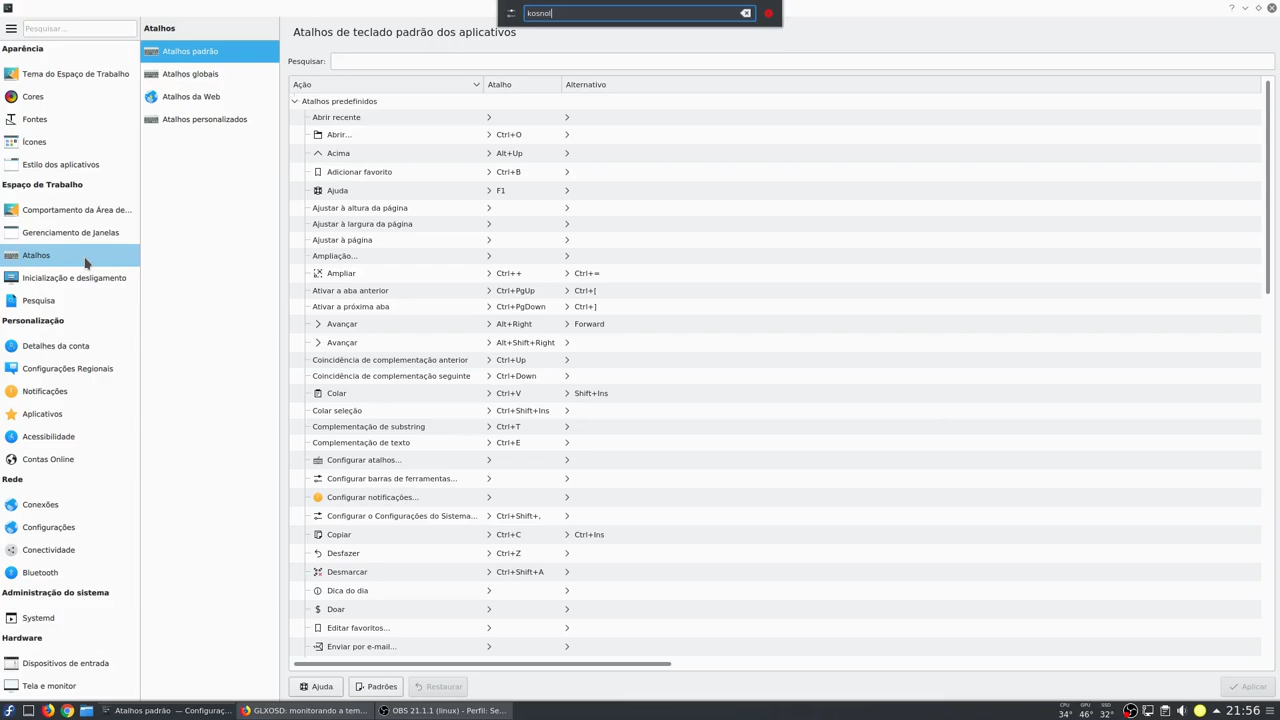 kosnol
Pesquisar...
Aparência
Tema do Espaço de Trabalho
Cores
Fontes
Ícones
Estilo dos aplicativos
Espaço de Trabalho
Comportamento da Área de...
Gerenciamento de Janelas
Atalhos
Inicialização e desligamento
Pesquisa
Personalização
Detalhes da conta
Configurações Regionais
Notificações
Aplicativos
Acessibilidade
Contas Online
Rede
Conexões
Configurações
Conectividade
Bluetooth
Administração do sistema
Systemd
Hardware
Dispositivos de entrada
Tela e monitor
Atalhos
Atalhos padrão
Atalhos globais
Atalhos da Web
Atalhos personalizados
Atalhos de teclado padrão dos aplicativos
Pesquisar:
Ação Atalho Alternativo
Atalhos predefinidos
Abrir recente
Abrir... Ctrl+O
Acima Alt+Up
Adicionar favorito Ctrl+B
Ajuda F1
Ajustar à altura da página
Ajustar à largura da página
Ajustar à página
Ampliação...
Ampliar Ctrl++ Ctrl+=
Ativar a aba anterior Ctrl+PgUp Ctrl+[
Ativar a próxima aba Ctrl+PgDown Ctrl+]
Avançar Alt+Right Forward
Avançar Alt+Shift+Right
Coincidência de complementação anterior Ctrl+Up
Coincidência de complementação seguinte Ctrl+Down
Colar Ctrl+V Shift+Ins
Colar seleção Ctrl+Shift+Ins
Complementação de substring Ctrl+T
Complementação de texto Ctrl+E
Configurar atalhos...
Configurar barras de ferramentas...
Configurar notificações...
Configurar o Configurações do Sistema... Ctrl+Shift+,
Copiar Ctrl+C Ctrl+Ins
Desfazer Ctrl+Z
Desmarcar Ctrl+Shift+A
Dica do dia
Doar
Editar favoritos...
Enviar por e-mail...
Ajuda Padrões Restaurar Aplicar
Atalhos padrão — Configuraç... GLXOSD: monitorando a tem... OBS 21.1.1 (linux) - Perfil: Se... CPU 34° GPU 46° SSD 32° 21:56